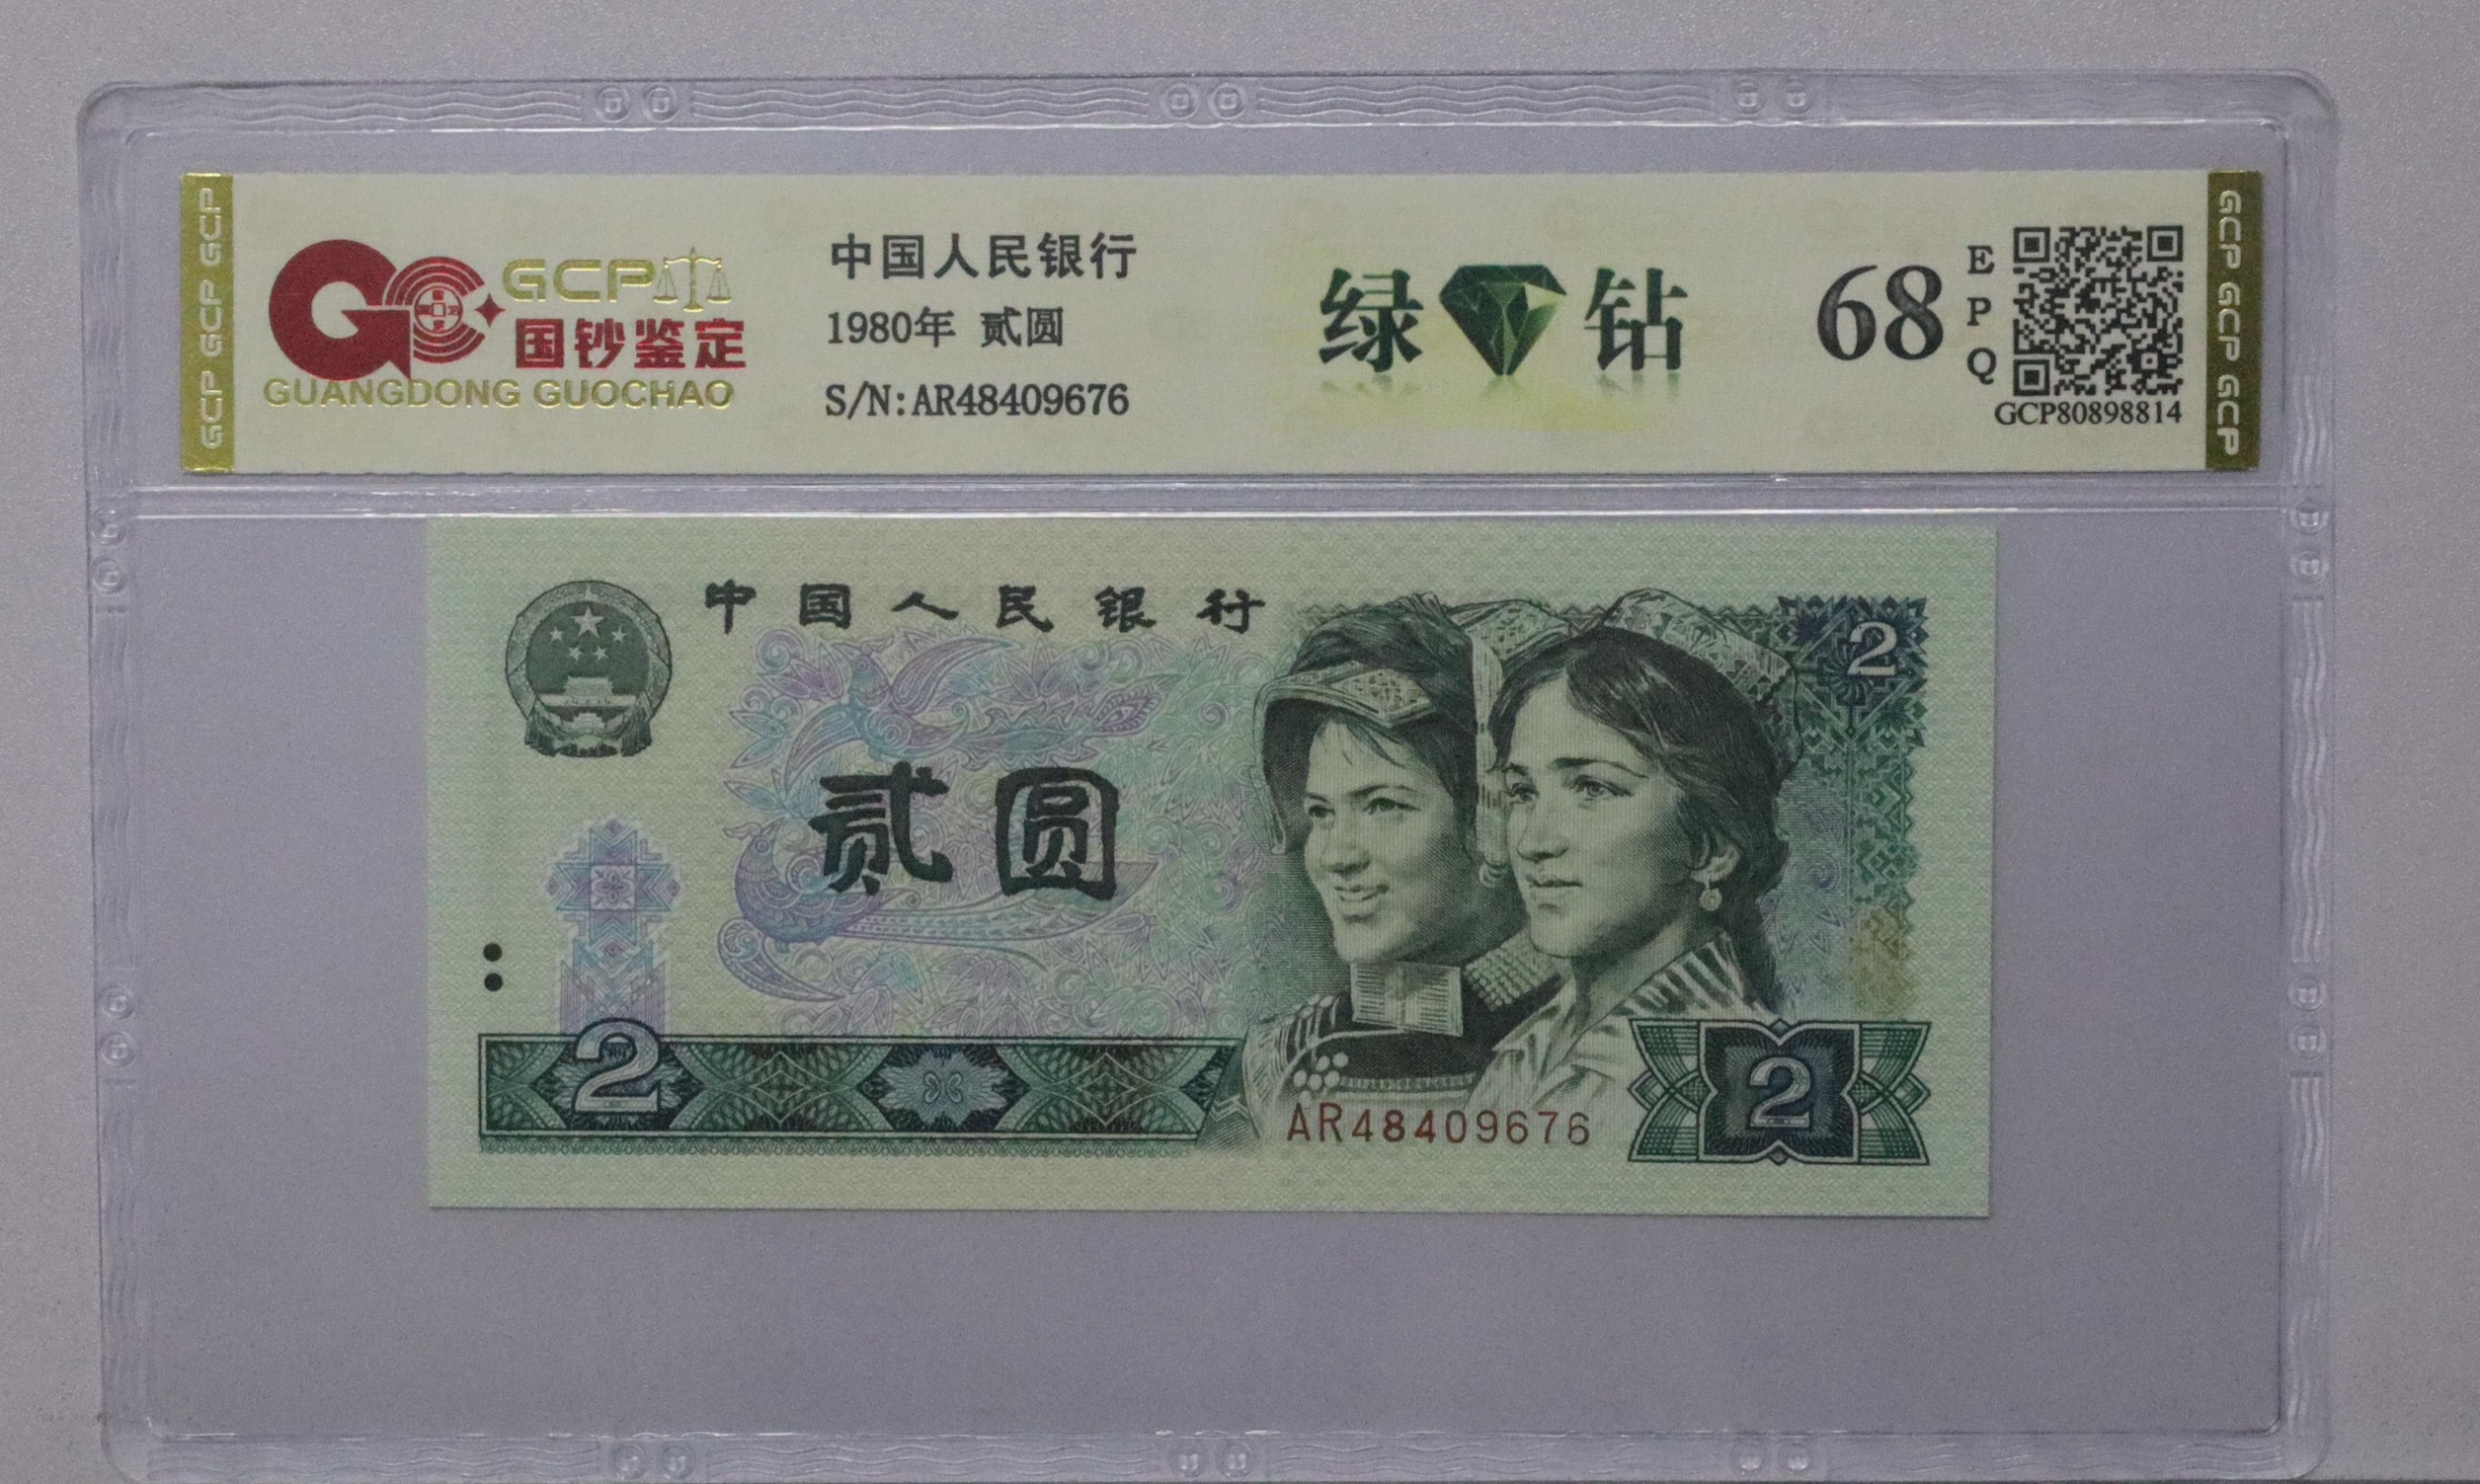 GCP GCP GCP
GCP
国钞鉴定
GUANGDONG GUOCHAO
中国人民银行
1980年 贰圆
S/N:AR48409676
绿 钻
68
EPQ
GCP80898814
GCP GCP GCP
中国人民银行
2
贰圆
2
AR48409676
2